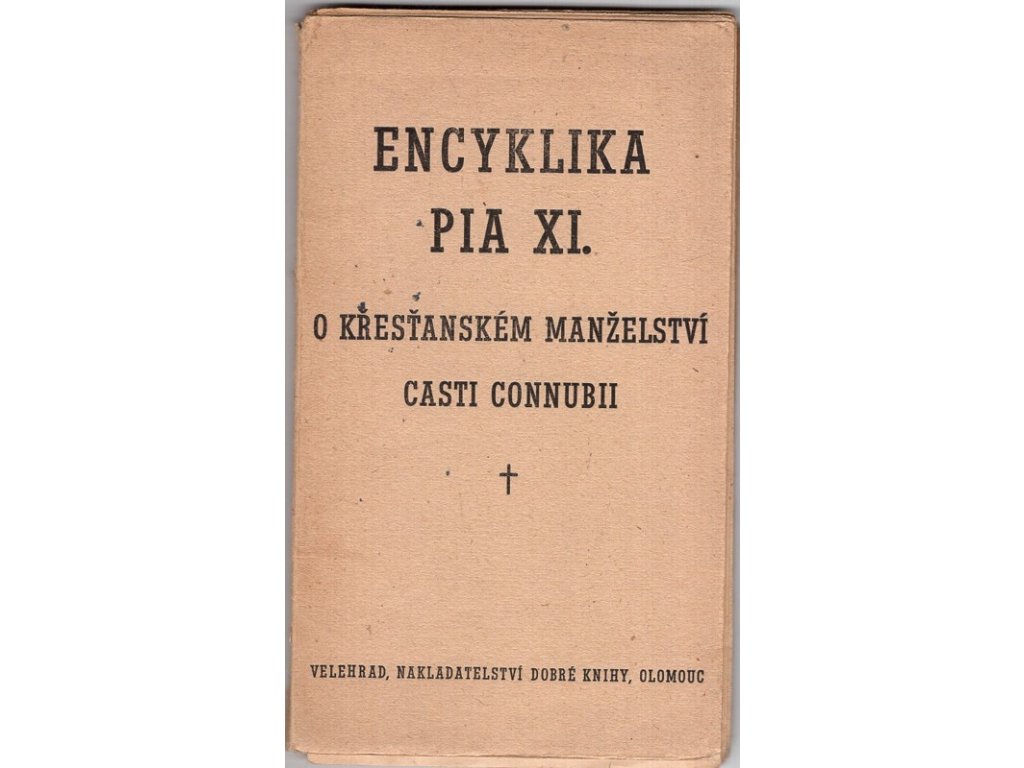 ENCYKLIKA
PIA XI.
O KŘESŤANSKÉM MANŽELSTVÍ
CASTI CONNUBII
VELEHRAD, NAKLADATELSTVÍ DOBRÉ KNIHY, OLOMOUC